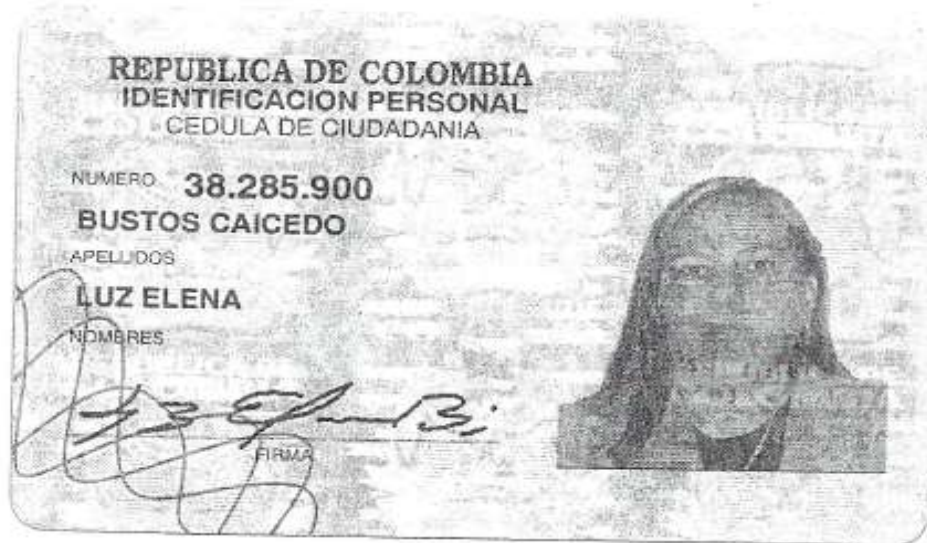 REPUBLICA DE COLOMBIA
IDENTIFICACION PERSONAL
CEDULA DE CIUDADANIA
NUMERO 38.285.900
BUSTOS CAICEDO
APELLIDOS
LUZ ELENA
NOMBRES
FIRMA